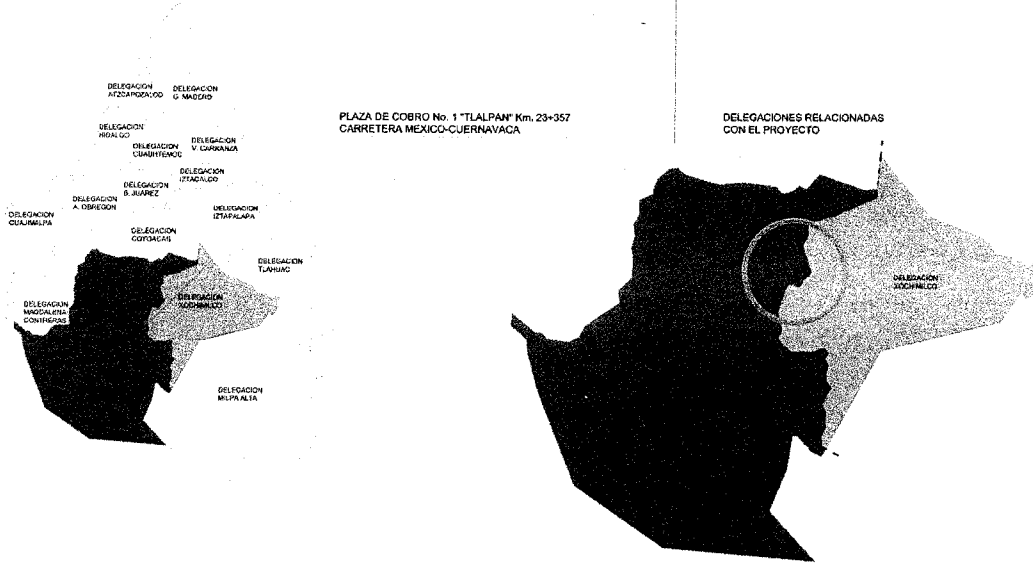 DELEGACION
ATZCAPOZALCO
DELEGACION
G. MADERO
DELEGACION
HIDALGO
DELEGACION
CUAUHTEMOC
DELEGACION
V. CARRANZA
DELEGACION
IZTACALCO
DELEGACION
B. JUAREZ
DELEGACION
A. OBREGON
DELEGACION
CUAJIMALPA
DELEGACION
IZTAPALAPA
DELEGACION
COYOACAN
DELEGACION
TLAHUAC
DELEGACION
XOCHIMILCO
DELEGACION
MAGDALENA
CONTRERAS
DELEGACION
MILPA ALTA
PLAZA DE COBRO No. 1 "TLALPAN" Km. 23+357
CARRETERA MEXICO-CUERNAVACA
DELEGACIONES RELACIONADAS
CON EL PROYECTO
DELEGACION
XOCHIMILCO